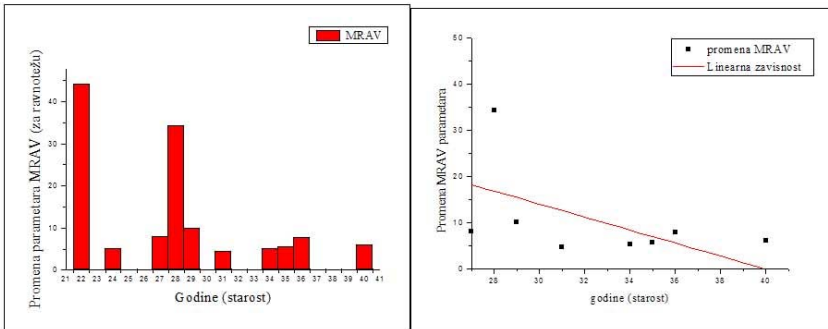 MRAV
Promena parametara MRAV (za ravnotežu)
40
30
20
10
0
21 22 23 24 25 26 27 28 29 30 31 32 33 34 35 36 37 38 39 40 41
Godine (starost)
promena MRAV
Linearna zavisnost
Promena MRAV parametara
50
40
30
20
10
0
28 30 32 34 36 38 40
godine (starost)